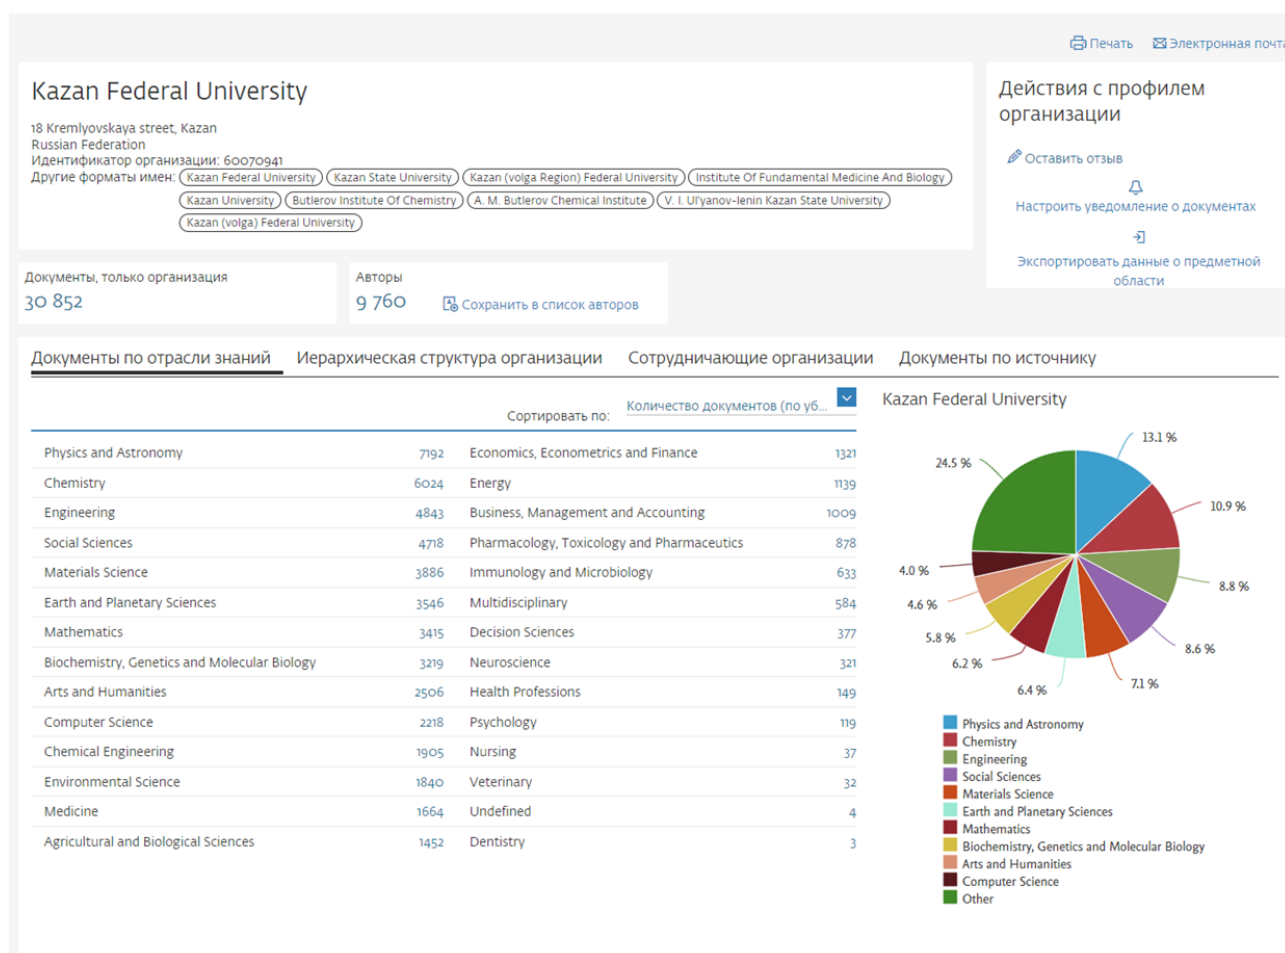 Печать Электронная почта
Kazan Federal University
18 Kremlyovskaya street, Kazan
Russian Federation
Идентификатор организации: 60070941
Другие форматы имен: Kazan Federal University Kazan State University Kazan (volga Region) Federal University Institute Of Fundamental Medicine And Biology
Kazan University Butlerov Institute Of Chemistry A. M. Butlerov Chemical Institute V. I. Ul'yanov-lenin Kazan State University
Kazan (volga) Federal University
Действия с профилем
организации
Оставить отзыв
Настроить уведомление о документах
Экспортировать данные о предметной
области
Документы, только организация
30 852
Авторы
9 760 Сохранить в список авторов
Документы по отрасли знаний Иерархическая структура организации Сотрудничающие организации Документы по источнику
Сортировать по: Количество документов (по уб...
Physics and Astronomy 7192 Economics, Econometrics and Finance 1321
Chemistry 6024 Energy 1139
Engineering 4843 Business, Management and Accounting 1009
Social Sciences 4718 Pharmacology, Toxicology and Pharmaceutics 878
Materials Science 3886 Immunology and Microbiology 633
Earth and Planetary Sciences 3546 Multidisciplinary 584
Mathematics 3415 Decision Sciences 377
Biochemistry, Genetics and Molecular Biology 3219 Neuroscience 321
Arts and Humanities 2506 Health Professions 149
Computer Science 2218 Psychology 119
Chemical Engineering 1905 Nursing 37
Environmental Science 1840 Veterinary 32
Medicine 1664 Undefined 4
Agricultural and Biological Sciences 1452 Dentistry 3
Kazan Federal University
13.1 %
24.5 %
10.9 %
4.0 %
8.8 %
4.6 %
5.8 %
8.6 %
6.2 %
7.1 %
6.4 %
Physics and Astronomy
Chemistry
Engineering
Social Sciences
Materials Science
Earth and Planetary Sciences
Mathematics
Biochemistry, Genetics and Molecular Biology
Arts and Humanities
Computer Science
Other